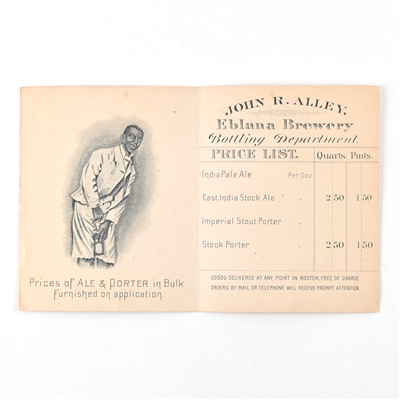 Prices of ALE & PORTER in Bulk
Furnished on application.
JOHN R. ALLEY,
Eblana Brewery
Bottling Department.
PRICE LIST. Quarts. Pints.
India Pale Ale Per Doz.
East India Stock Ale " " 2.50 1.50
Imperial Stout Porter "
Stock Porter " 2.50 1.50
GOODS DELIVERED AT ANY POINT IN BOSTON, FREE OF CHARGE
ORDERS BY MAIL OR TELEPHONE WILL RECEIVE PROMPT ATTENTION.